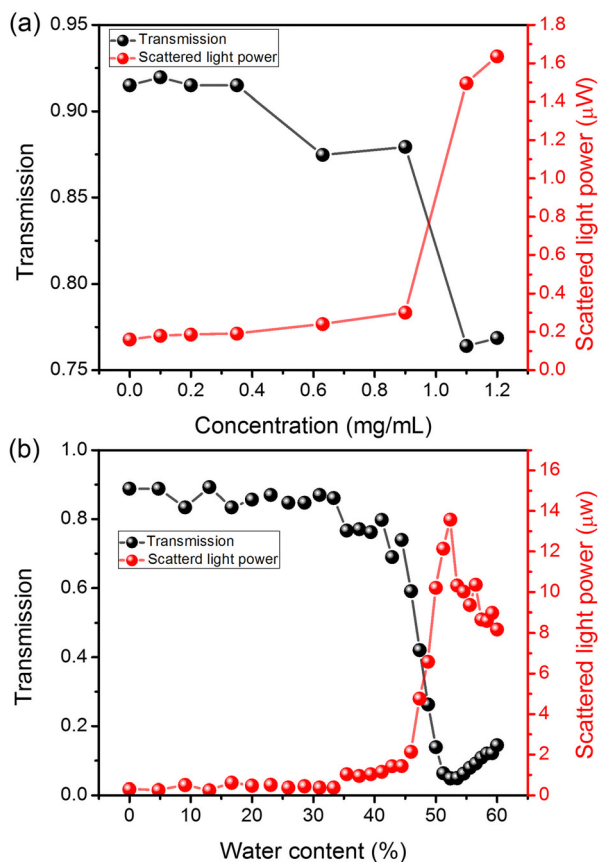 (a)
0.95
0.90
0.85
0.80
0.75
Transmission
Transmission
Scattered light power
1.8
1.6
1.4
1.2
1.0
0.8
0.6
0.4
0.2
0.0
Scattered light power (μW)
0.0 0.2 0.4 0.6 0.8 1.0 1.2
Concentration (mg/mL)
(b)
1.0
0.8
0.6
0.4
0.2
0.0
Transmission
Transmission
Scatterd light power
16
14
12
10
8
6
4
2
0
Scattered light power (μw)
0 10 20 30 40 50 60
Water content (%)